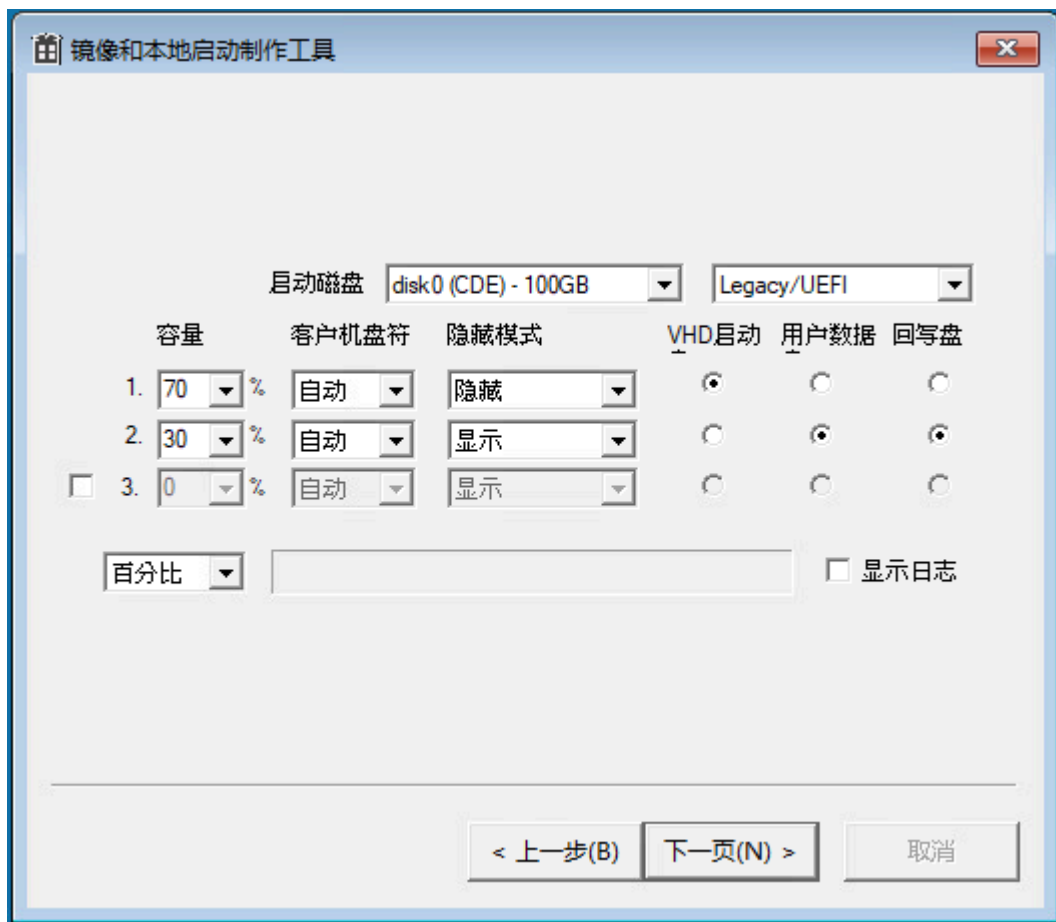 镜像和本地启动制作工具
启动磁盘 disk0 (CDE) - 100GB Legacy/UEFI
容量 客户机盘符 隐藏模式 VHD启动 用户数据 回写盘
1. 70 % 自动 隐藏
2. 30 % 自动 显示
3. 0 % 自动 显示
百分比 显示日志
< 上一步(B) 下一页(N) > 取消